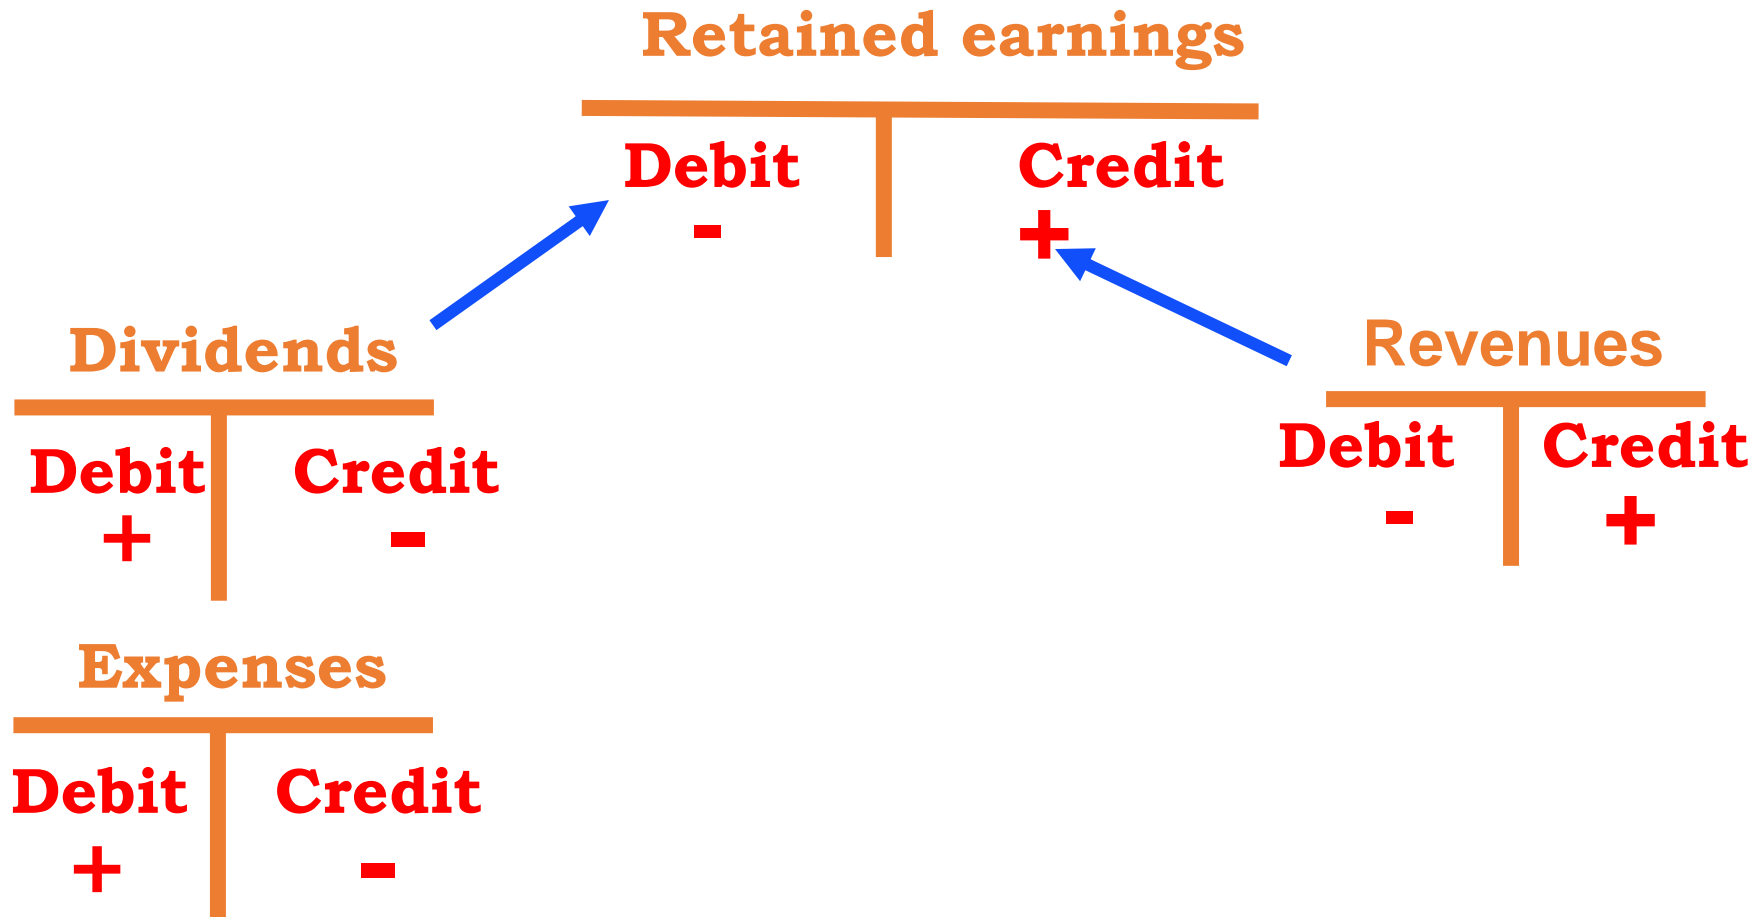 Retained earnings
Debit Credit
- +
Dividends
Debit Credit
+ -
Revenues
Debit Credit
- +
Expenses
Debit Credit
+ -